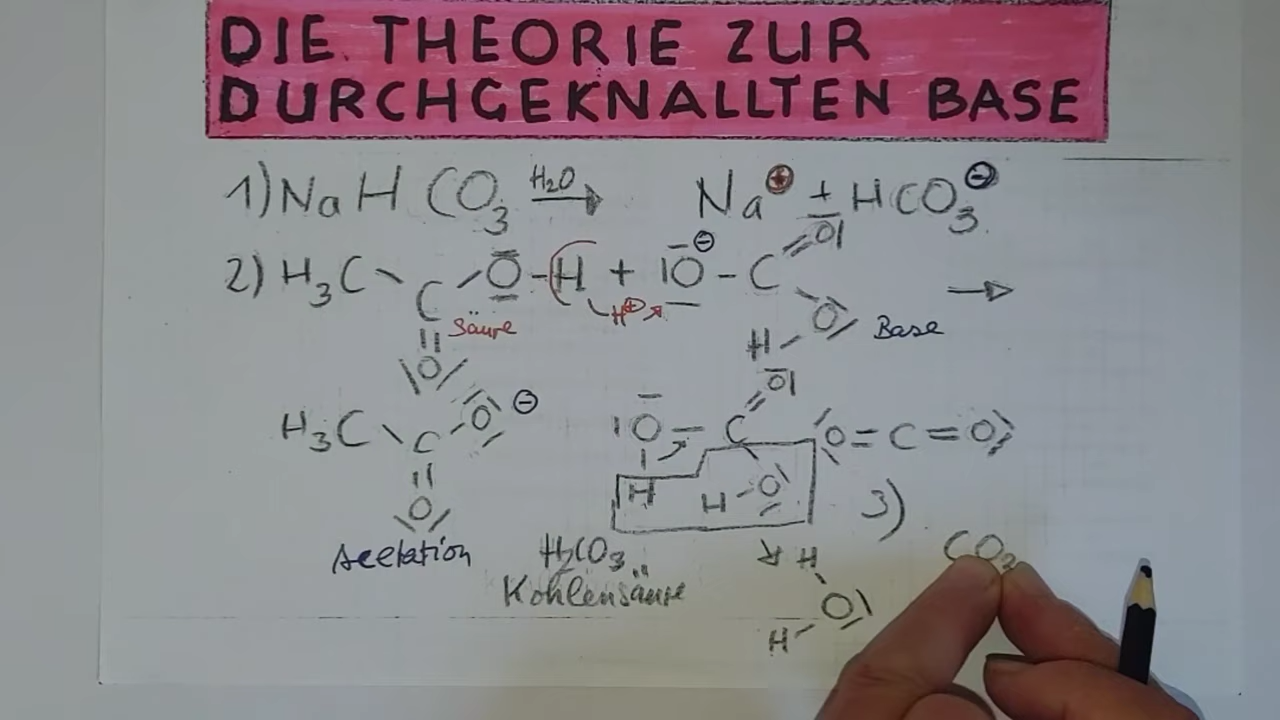 DIE THEORIE ZUR
DURCHGEKNALLTEN BASE
1) NaHCO₃ H₂O → Na⊕ + HCO₃⊖
2) H₃C C O H + O⊖ C O →
Säure H⊕ O Base
O H
O
H₃C C O⊖ O C O = C = O
O H H O 3)
Acetation H₂CO₃ H CO₂
Kohlensäure O
H